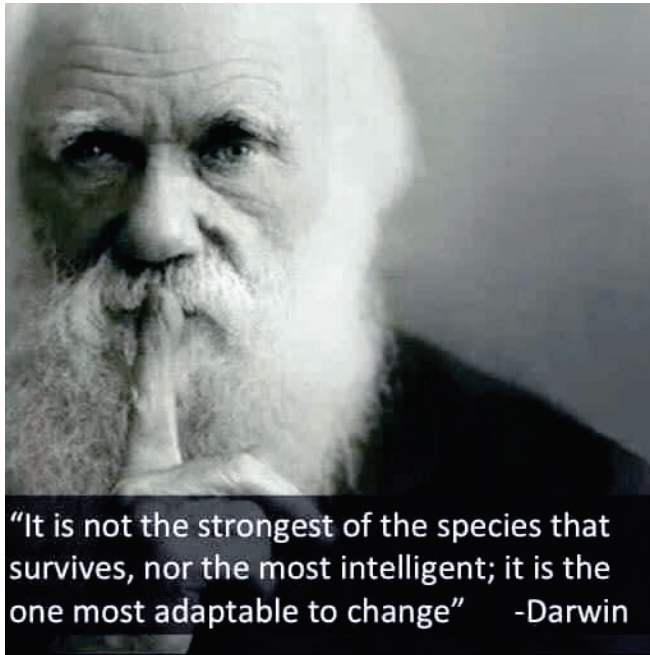 “It is not the strongest of the species that
survives, nor the most intelligent; it is the
one most adaptable to change” -Darwin